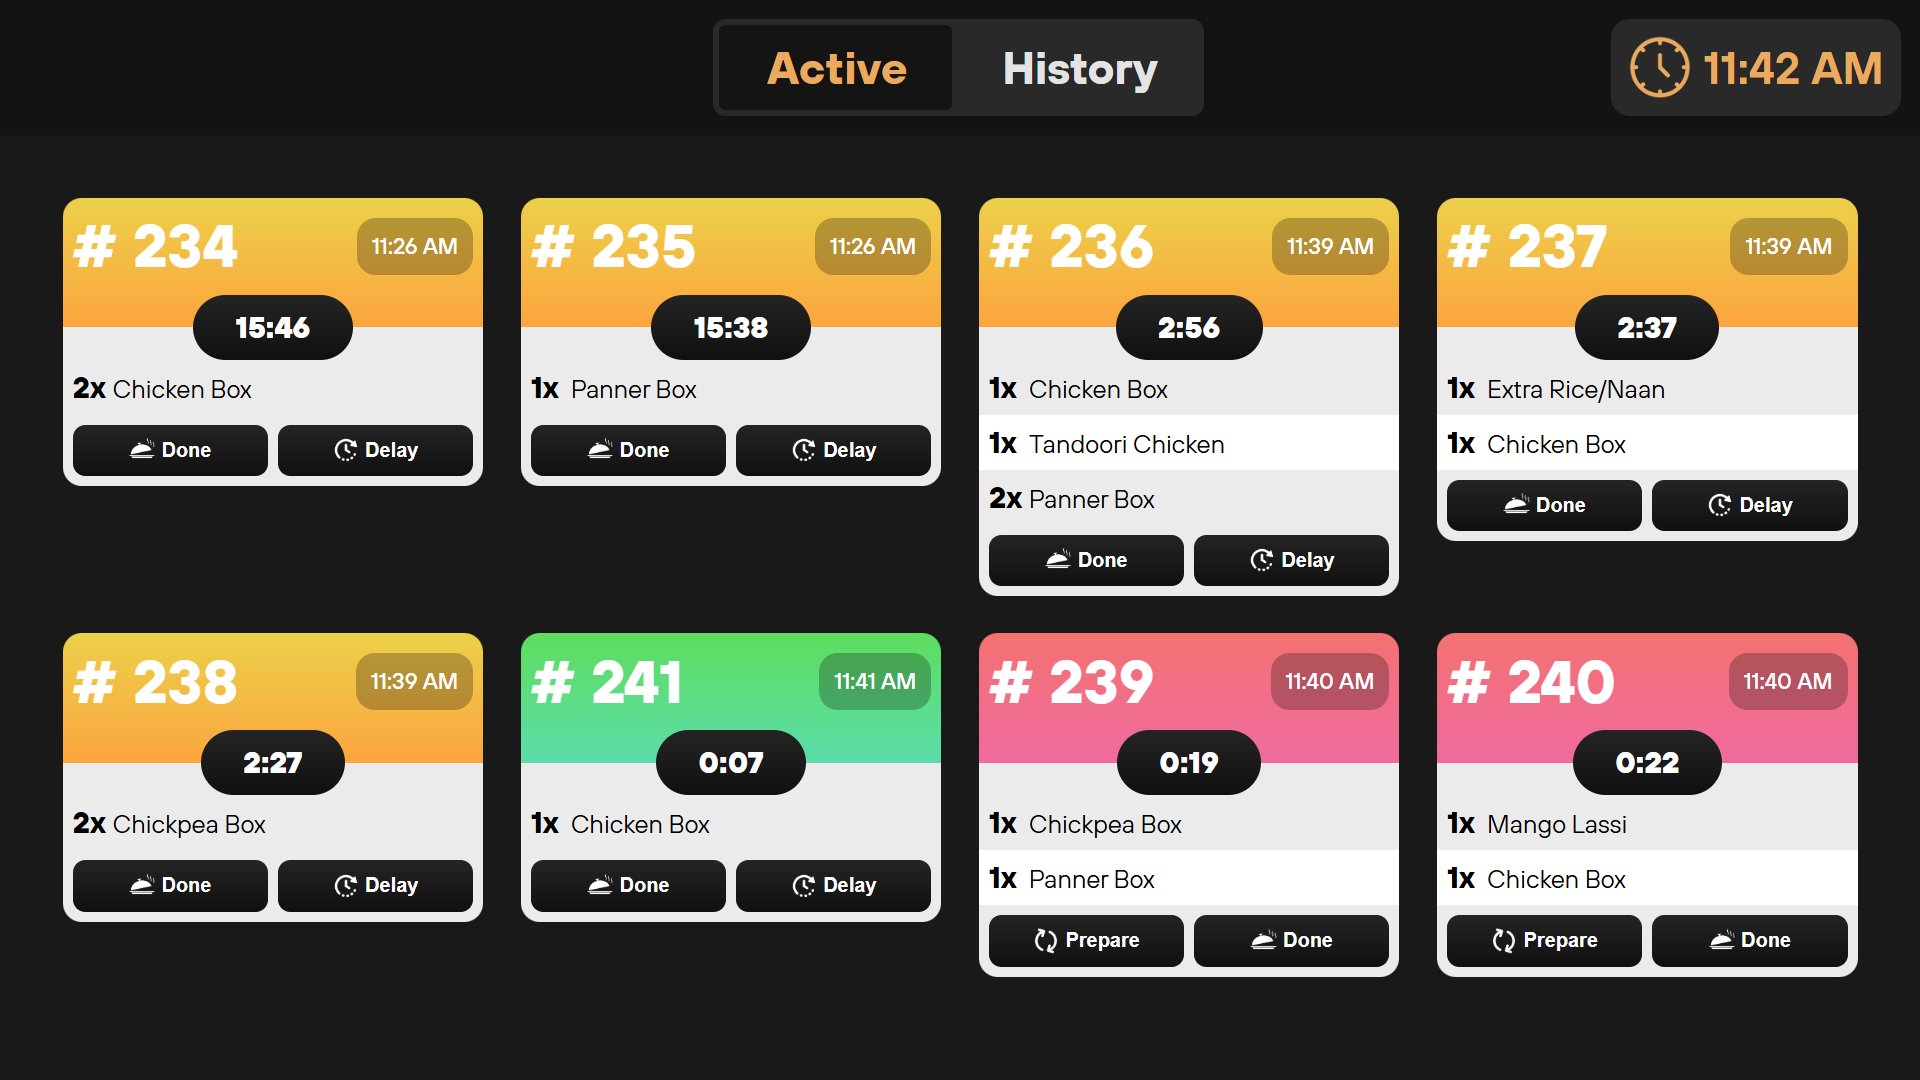 Active History 11:42 AM
# 234 11:26 AM
15:46
2x Chicken Box
Done Delay
# 235 11:26 AM
15:38
1x Panner Box
Done Delay
# 236 11:39 AM
2:56
1x Chicken Box
1x Tandoori Chicken
2x Panner Box
Done Delay
# 237 11:39 AM
2:37
1x Extra Rice/Naan
1x Chicken Box
Done Delay
# 238 11:39 AM
2:27
2x Chickpea Box
Done Delay
# 241 11:41 AM
0:07
1x Chicken Box
Done Delay
# 239 11:40 AM
0:19
1x Chickpea Box
1x Panner Box
Prepare Done
# 240 11:40 AM
0:22
1x Mango Lassi
1x Chicken Box
Prepare Done